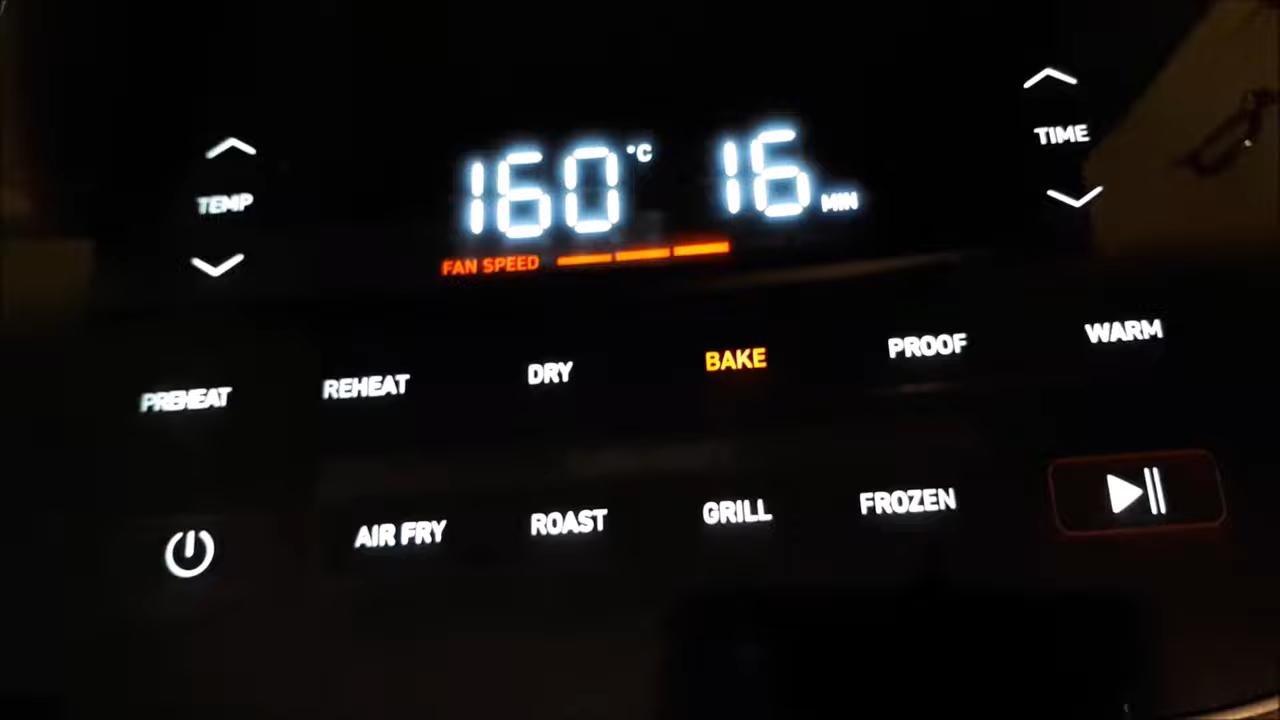 TIME
160°C 16 MIN
TEMP
FAN SPEED
PREHEAT REHEAT DRY BAKE PROOF WARM
AIR FRY ROAST GRILL FROZEN